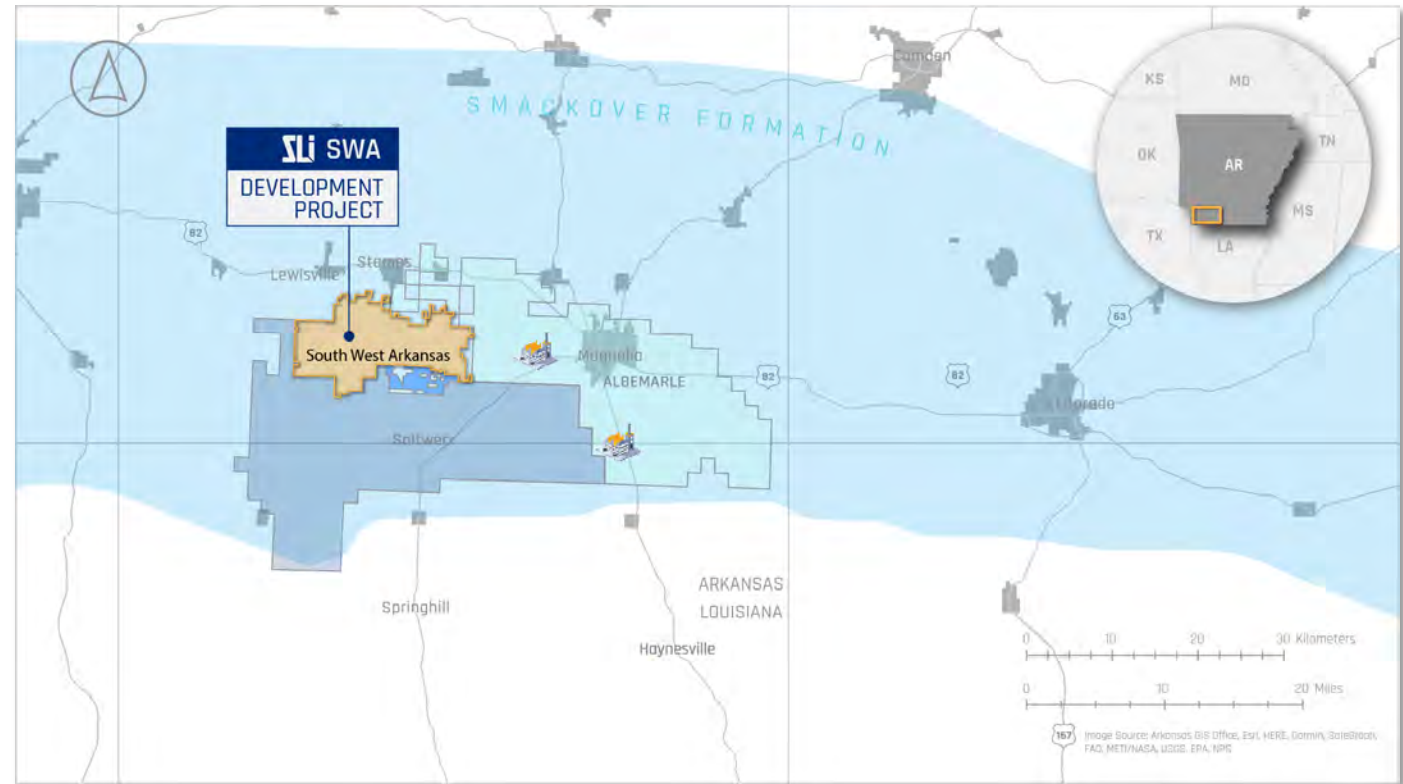 Camden
SMACKOVER FORMATION
KS
MO
OK
AR
TN
MS
TX
LA
SLi SWA
DEVELOPMENT
PROJECT
82
Lewisville
Stamps
63
South West Arkansas
Magnolia
ALBEMARLE
82
82
El Dorado
Saltwerx
ARKANSAS
LOUISIANA
Springhill
Haynesville
0 10 20 30 Kilometers
0 10 20 Miles
167
Image Source: Arkansas GIS Office, Esri, HERE, Garmin, SafeGraph,
FAO, METI/NASA, USGS, EPA, NPS